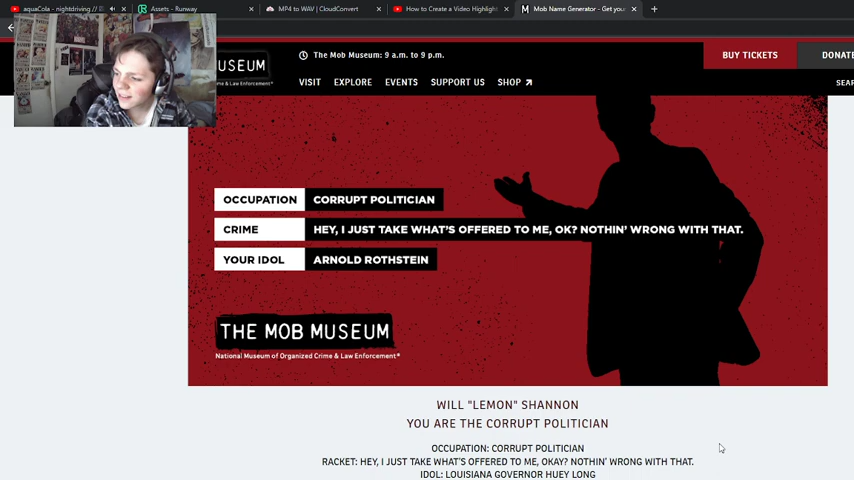 aquaCola - nightdriving // 
Assets - Runway
MP4 to WAV | CloudConvert
How to Create a Video Highlight
Mob Name Generator - Get your
USEUM
e & Law Enforcement®
The Mob Museum: 9 a.m. to 9 p.m.
BUY TICKETS
DONATE
VISIT EXPLORE EVENTS SUPPORT US SHOP
SEAR
OCCUPATION CORRUPT POLITICIAN
CRIME HEY, I JUST TAKE WHAT'S OFFERED TO ME, OK? NOTHIN' WRONG WITH THAT.
YOUR IDOL ARNOLD ROTHSTEIN
THE MOB MUSEUM
National Museum of Organized Crime & Law Enforcement®
WILL "LEMON" SHANNON
YOU ARE THE CORRUPT POLITICIAN
OCCUPATION: CORRUPT POLITICIAN
RACKET: HEY, I JUST TAKE WHAT'S OFFERED TO ME, OKAY? NOTHIN' WRONG WITH THAT.
IDOL: LOUISIANA GOVERNOR HUEY LONG